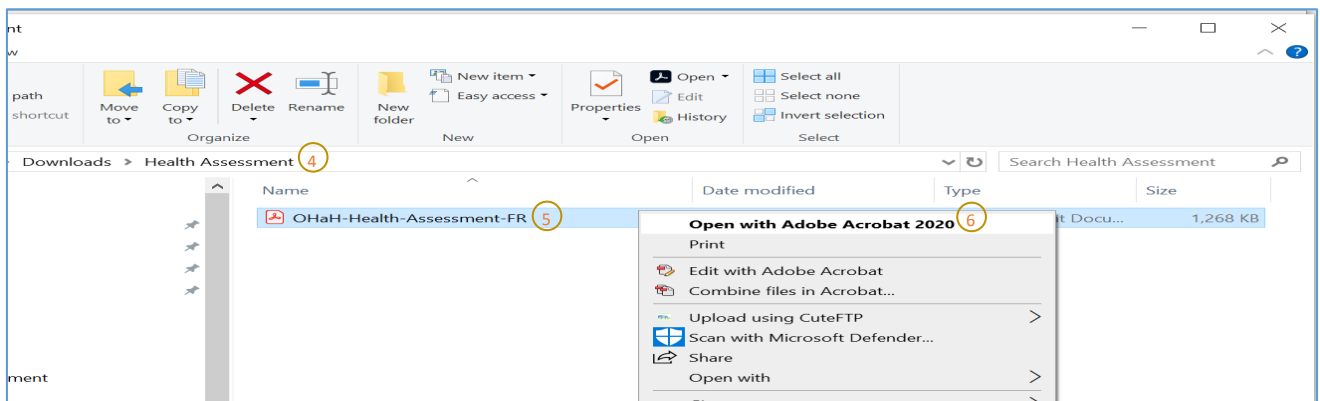 nt
w
path
shortcut
Move to
Copy to
Delete
Rename
New folder
New item
Easy access
Properties
Open
Edit
History
Select all
Select none
Invert selection
Organize
New
Open
Select
Downloads > Health Assessment 4
Search Health Assessment
Name
Date modified
Type
Size
OHaH-Health-Assessment-FR 5
it Docu...
1,268 KB
Open with Adobe Acrobat 2020 6
Print
Edit with Adobe Acrobat
Combine files in Acrobat...
Upload using CuteFTP
Scan with Microsoft Defender...
Share
Open with
ment